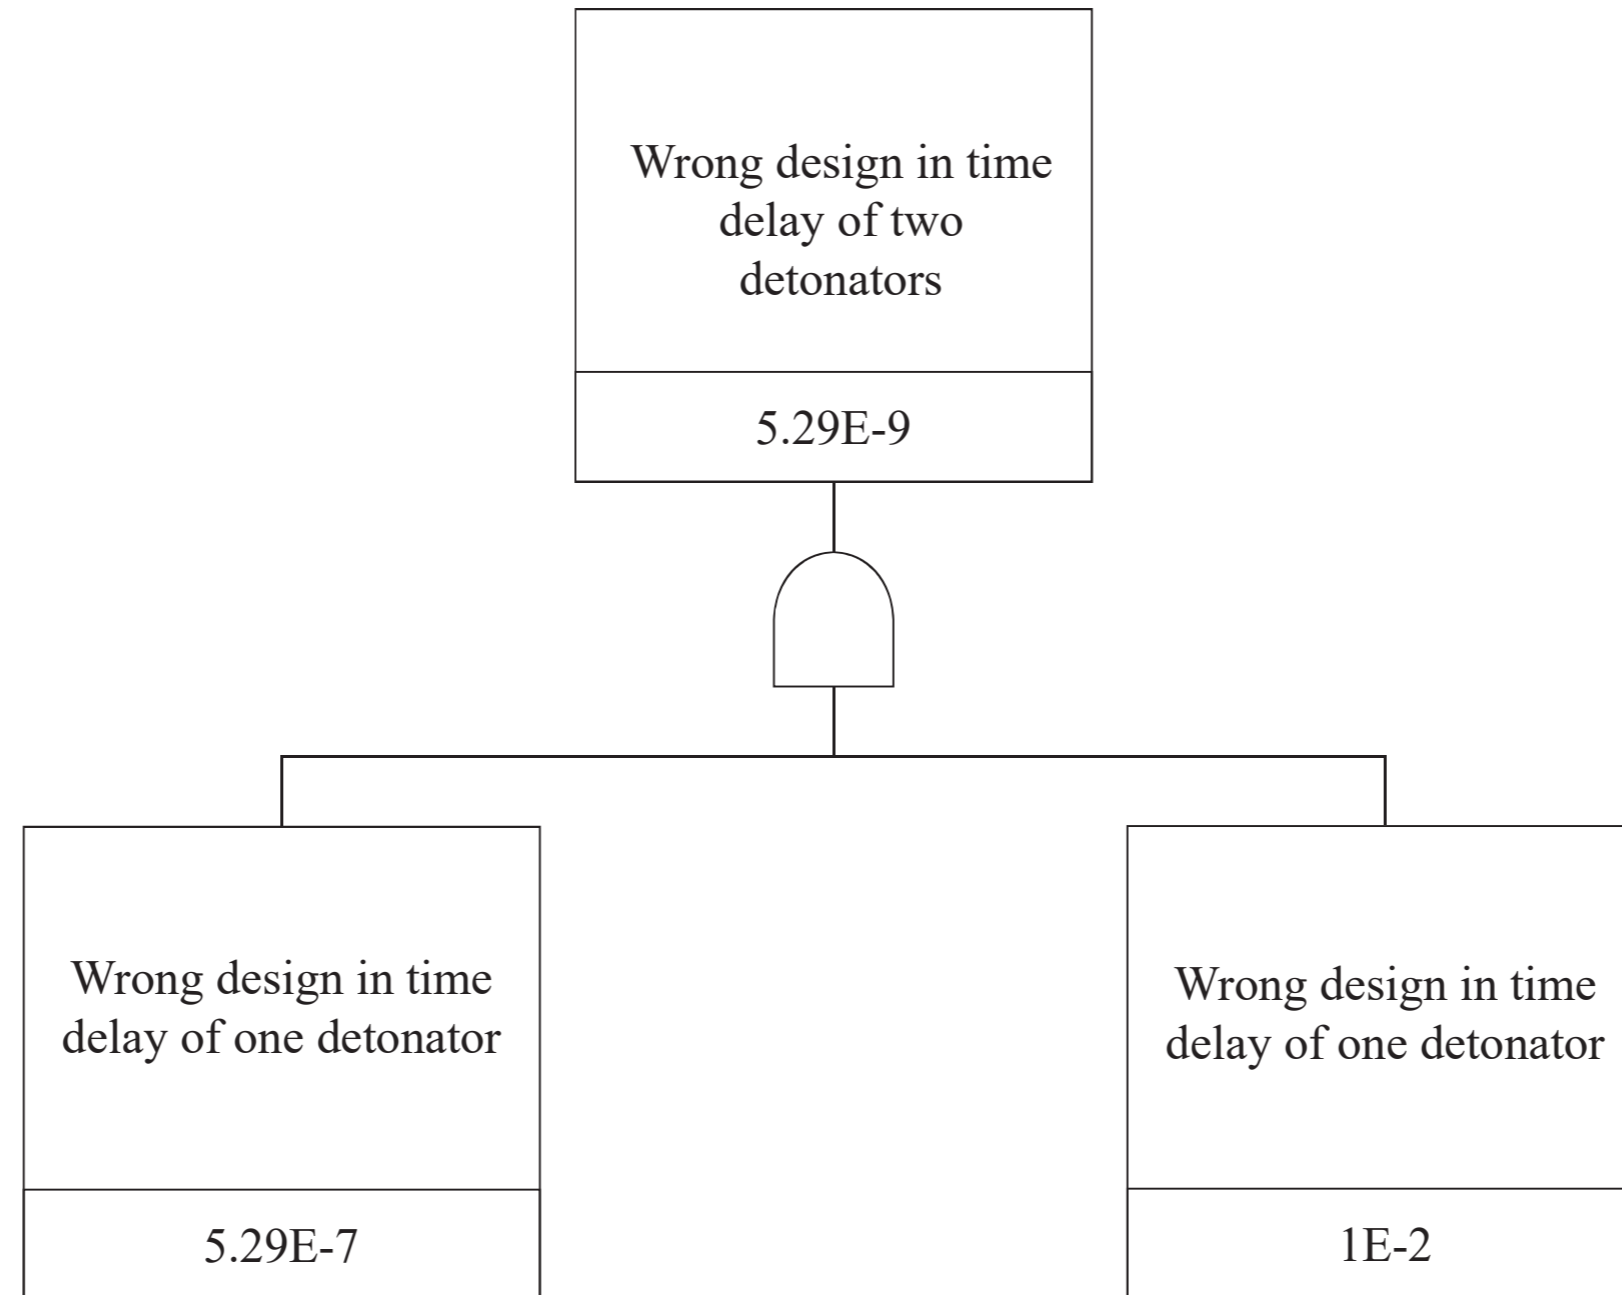 Wrong design in time
delay of two
detonators
5.29E-9
Wrong design in time
delay of one detonator
5.29E-7
Wrong design in time
delay of one detonator
1E-2